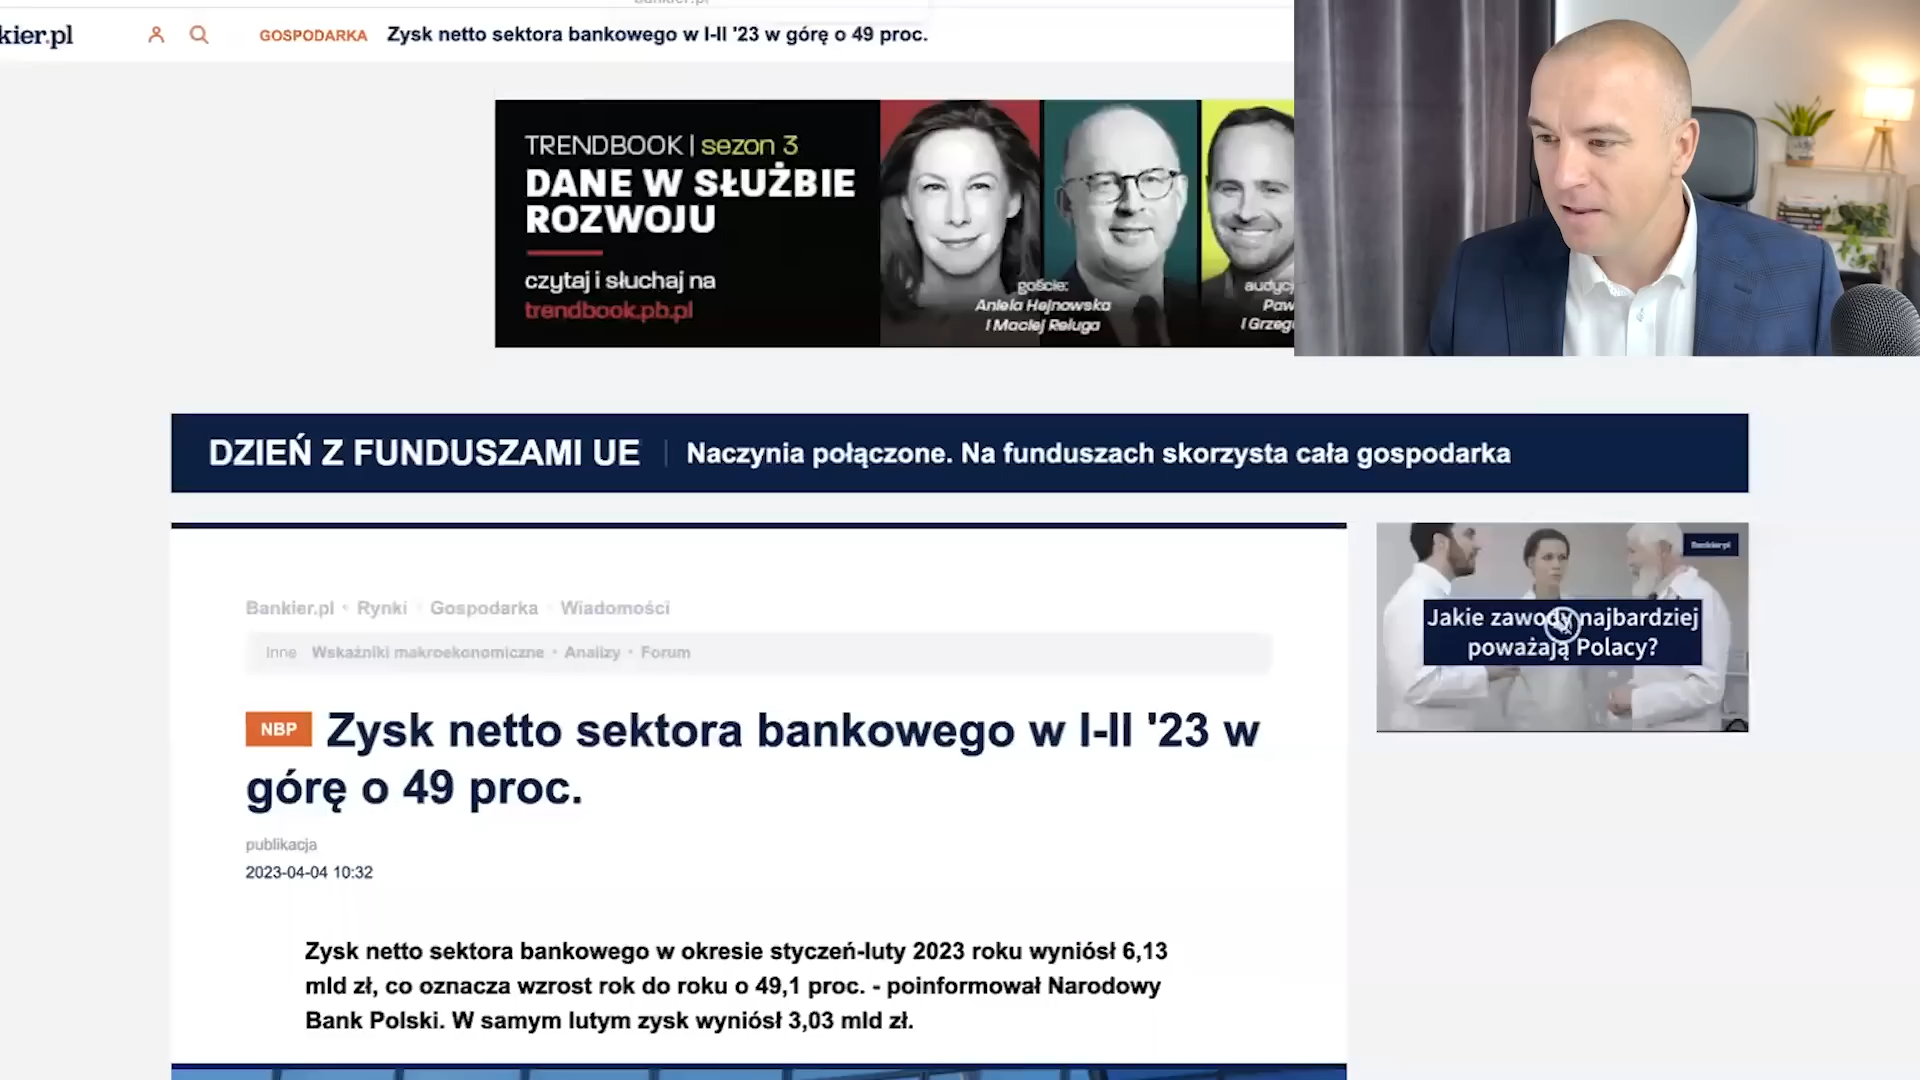 kier.pl
GOSPODARKA Zysk netto sektora bankowego w I-II '23 w górę o 49 proc.
TRENDBOOK | sezon 3
DANE W SŁUŻBIE
ROZWOJU
czytaj i słuchaj na
trendbook.pb.pl
goście:
Aniela Hejnowska
i Maciej Reluga
audycj
Paw
i Grzeg
DZIEŃ Z FUNDUSZAMI UE | Naczynia połączone. Na funduszach skorzysta cała gospodarka
Bankier.pl
Jakie zawody najbardziej
poważają Polacy?
Bankier.pl • Rynki Gospodarka Wiadomości
Inne Wskaźniki makroekonomiczne • Analizy • Forum
NBP Zysk netto sektora bankowego w I-II '23 w
górę o 49 proc.
publikacja
2023-04-04 10:32
Zysk netto sektora bankowego w okresie styczeń-luty 2023 roku wyniósł 6,13
mld zł, co oznacza wzrost rok do roku o 49,1 proc. - poinformował Narodowy
Bank Polski. W samym lutym zysk wyniósł 3,03 mld zł.